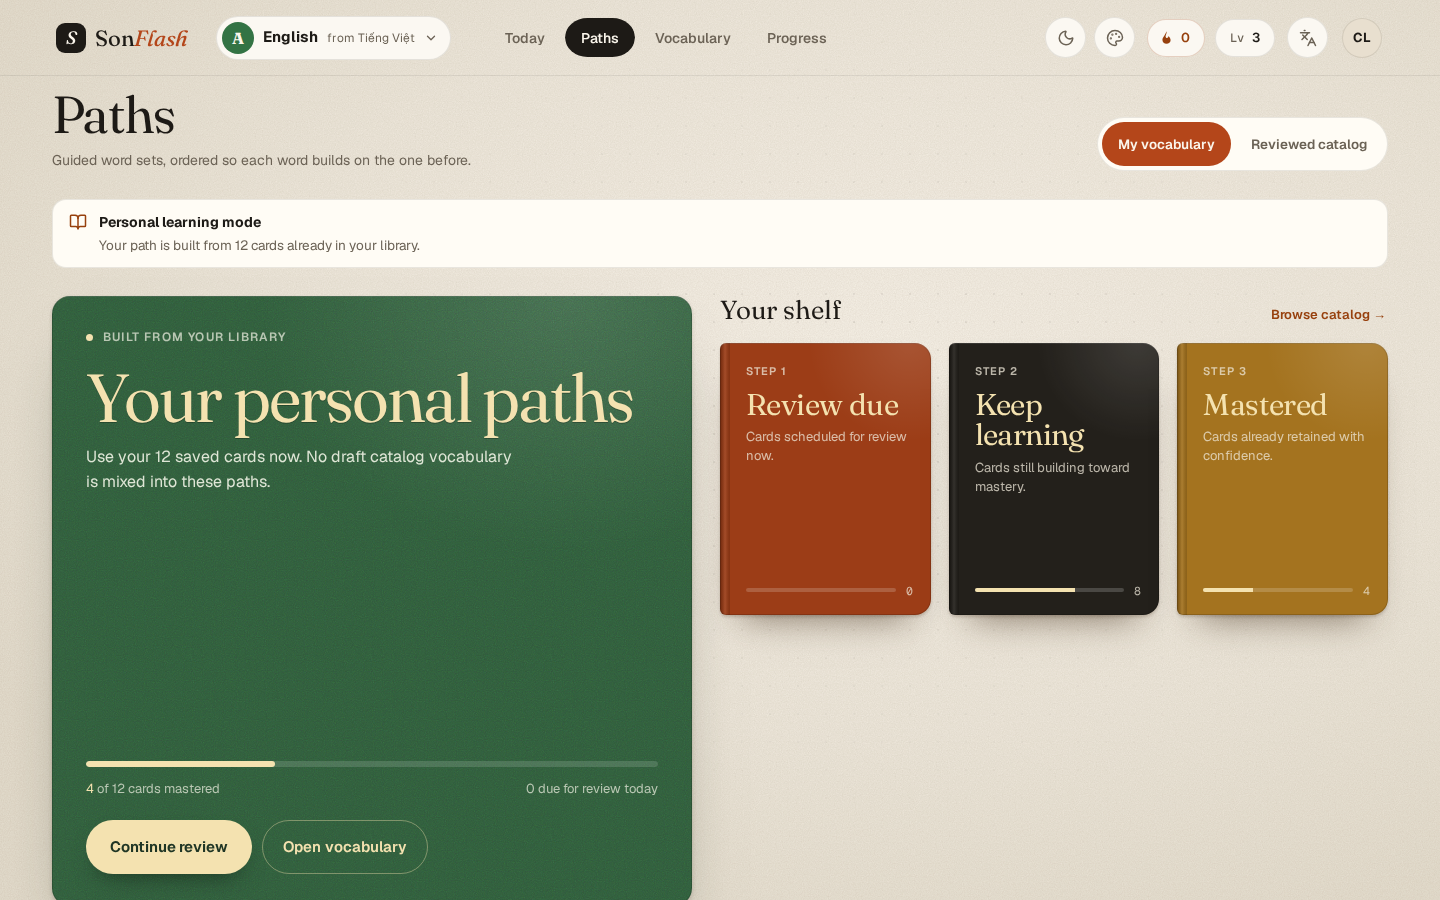 S SonFlash
A English from Tiếng Việt
Today Paths Vocabulary Progress
0
Lv 3
CL
Paths
Guided word sets, ordered so each word builds on the one before.
My vocabulary Reviewed catalog
Personal learning mode
Your path is built from 12 cards already in your library.
BUILT FROM YOUR LIBRARY
Your personal paths
Use your 12 saved cards now. No draft catalog vocabulary
is mixed into these paths.
4 of 12 cards mastered
0 due for review today
Continue review
Open vocabulary
Your shelf
Browse catalog →
STEP 1
Review due
Cards scheduled for review
now.
0
STEP 2
Keep
learning
Cards still building toward
mastery.
8
STEP 3
Mastered
Cards already retained with
confidence.
4